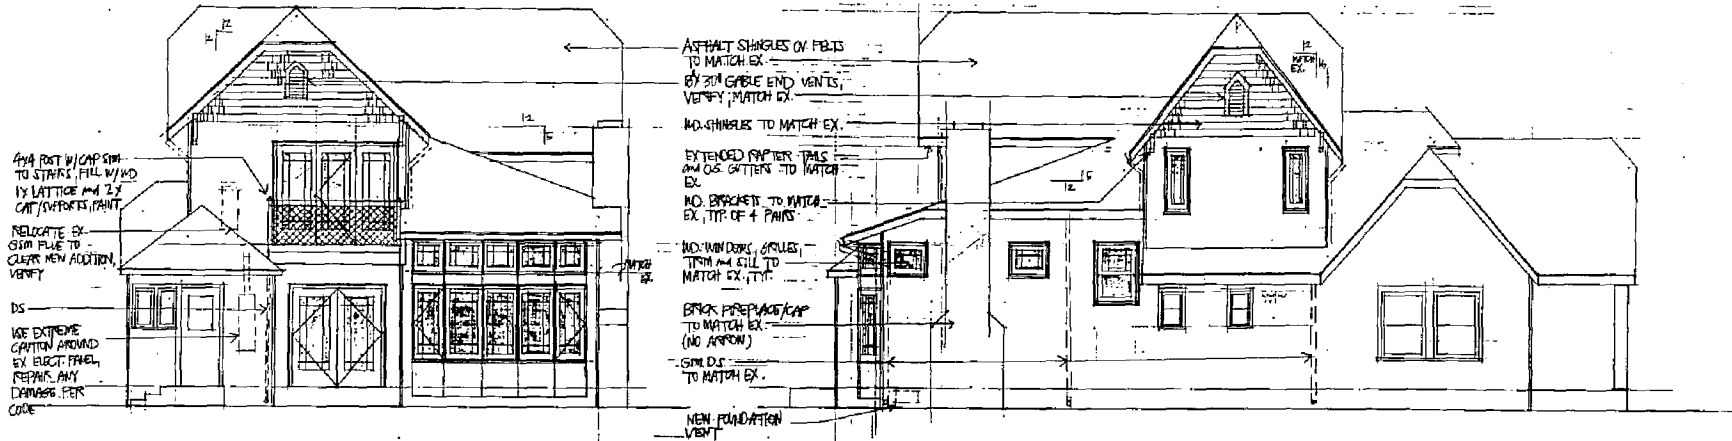 4x4 POST W/ CAP SIM
TO STAIRS, FILL W/ WD
1x LATTICE AND 2x
CAP/SUPPORTS, PAINT
RELOCATE EX
GSM FLUE TO
CLEAR NEW ADDITION,
VERIFY
DS
USE EXTREME
CAUTION AROUND
EX ELECT. PANEL,
REPAIR ANY
DAMAGE PER
CODE
12
12
12
5
MATCH
EX.
ASPHALT SHINGLES OV FELTS
TO MATCH EX.
GABLE END VENTS,
VERIFY, MATCH EX.
WD. SHINGLES TO MATCH EX.
EXTENDED RAFTER TAILS
AND O.G. GUTTERS TO MATCH
EX.
WD. BRACKETS TO MATCH
EX, TYP. OF 4 PAIRS
WD. WINDOWS, GRILLES,
TRIM AND SILL TO
MATCH EX., TYP.
BRICK FIREPLACE/CAP
TO MATCH EX.
(NO ARROW)
GSM D.S.
TO MATCH EX.
NEW FOUNDATION
VENT
12
MATCH
EX.
5
12